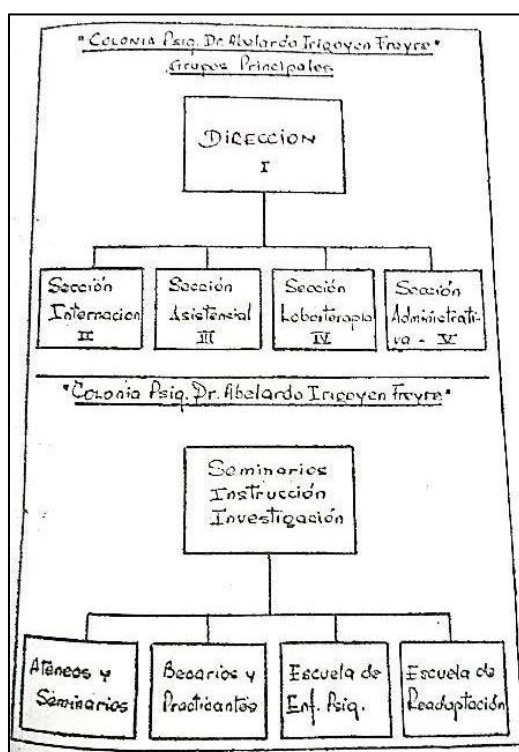 "Colonia Psiq. Dr. Abelardo Irigoyen Freyre"
Grupos Principales
DIRECCION
I
Sección
Internacion
II
Sección
Asistencial
III
Sección
Laborterapia
IV
Sección
Administrati-
va - V
"Colonia Psiq. Dr. Abelardo Irigoyen Freyre"
Seminarios
Instrucción
Investigación
Ateneos y
Seminarios
Becarios y
Practicantes
Escuela de
Enf. Psiq.
Escuela de
Readaptación